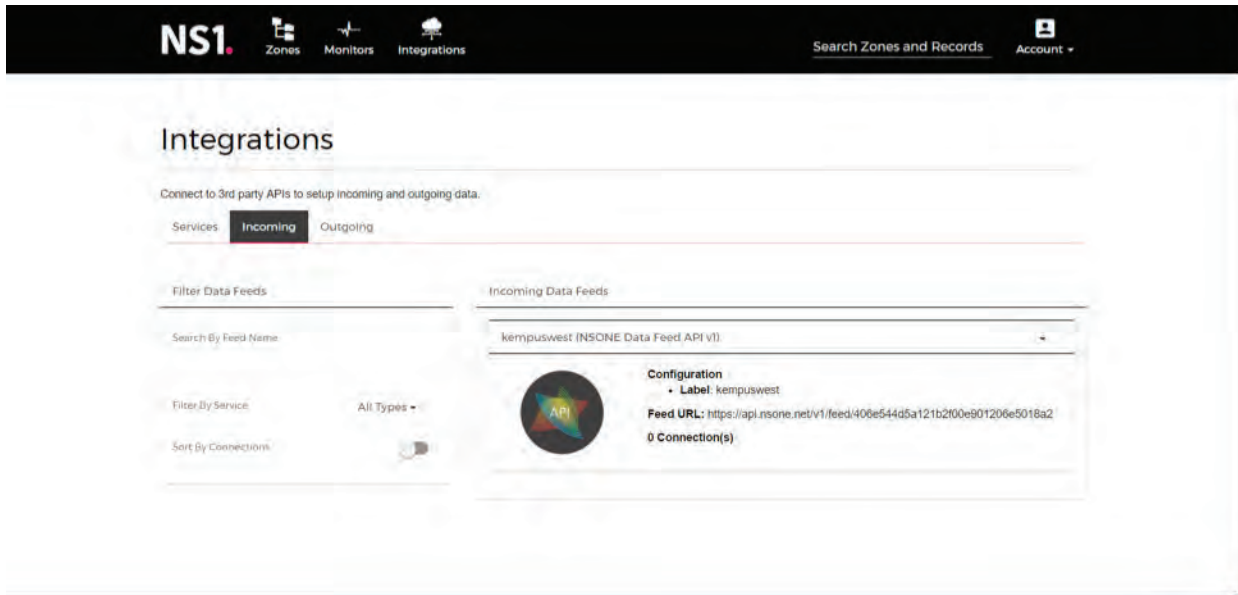 NS1.
Zones
Monitors
Integrations
Search Zones and Records
Account
Integrations
Connect to 3rd party APIs to setup incoming and outgoing data.
Services
Incoming
Outgoing
Filter Data Feeds
Search By Feed Name
Filter By Service
All Types
Sort By Connections
Incoming Data Feeds
kempuswest (NSONE Data Feed API v1)
API
Configuration
• Label: kempuswest
Feed URL: https://api.nsone.net/v1/feed/406e544d5a121b2f00e901206e5018a2
0 Connection(s)